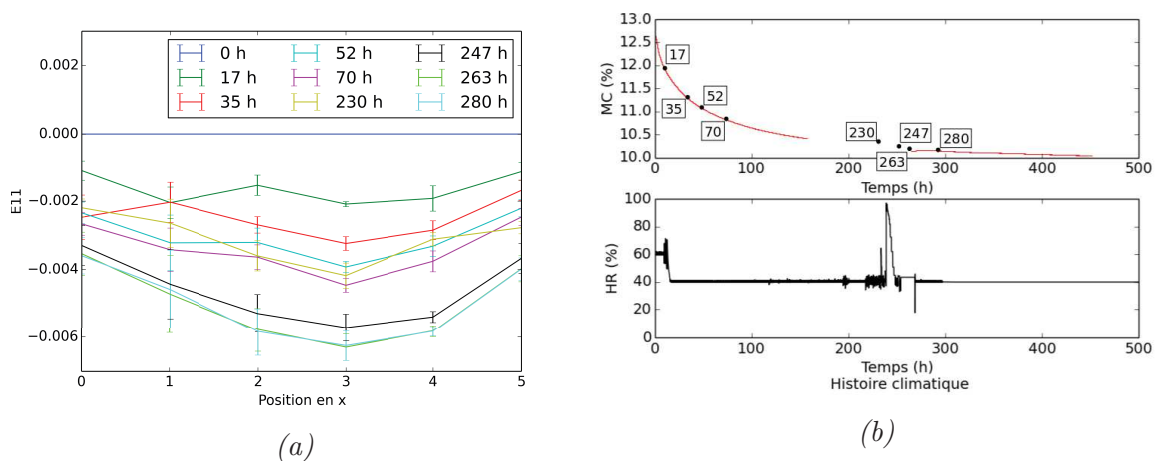 0 h 52 h 247 h
17 h 70 h 263 h
35 h 230 h 280 h
0.002
0.000
−0.002
−0.004
−0.006
E11
0 1 2 3 4 5
Position en x
(a)
13.0
12.5
12.0
11.5
11.0
10.5
10.0
MC (%)
17
35
52
70
230
247
263
280
0 100 200 300 400 500
Temps (h)
100
80
60
40
20
0
HR (%)
0 100 200 300 400 500
Temps (h)
Histoire climatique
(b)